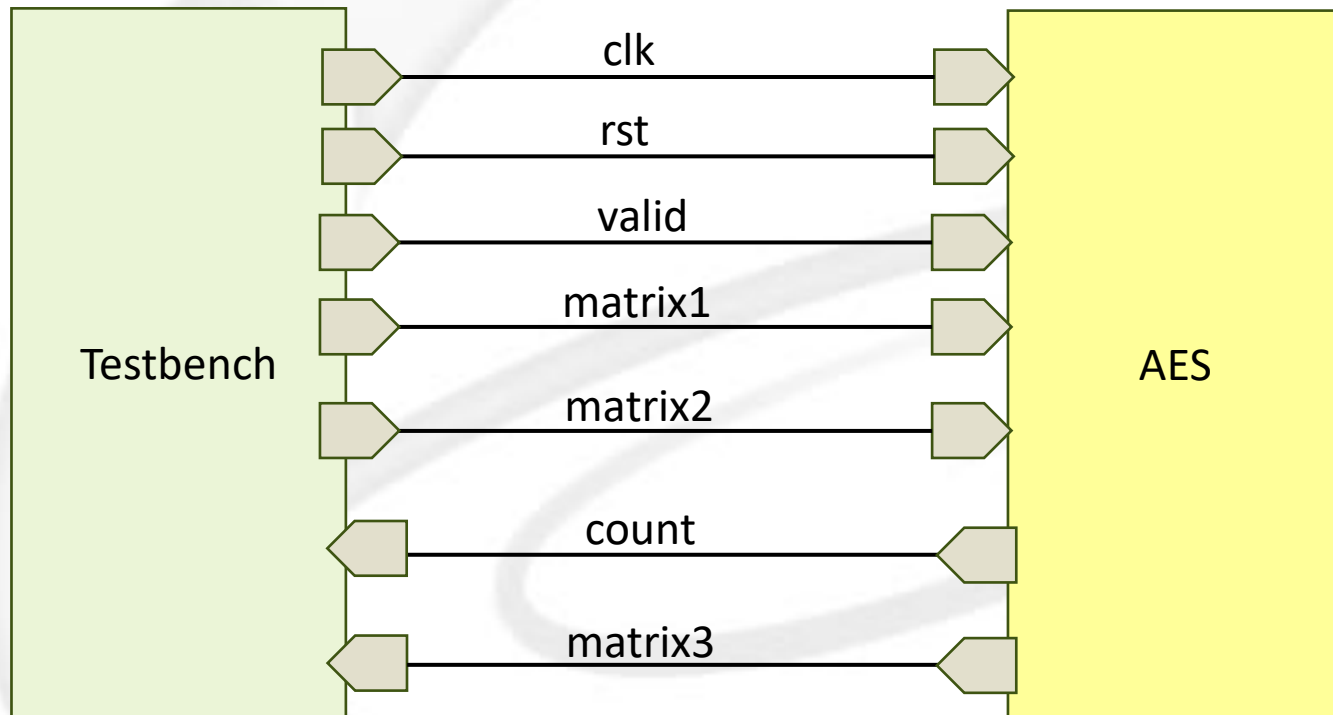 clk
rst
valid
matrix1
Testbench
AES
matrix2
count
matrix3